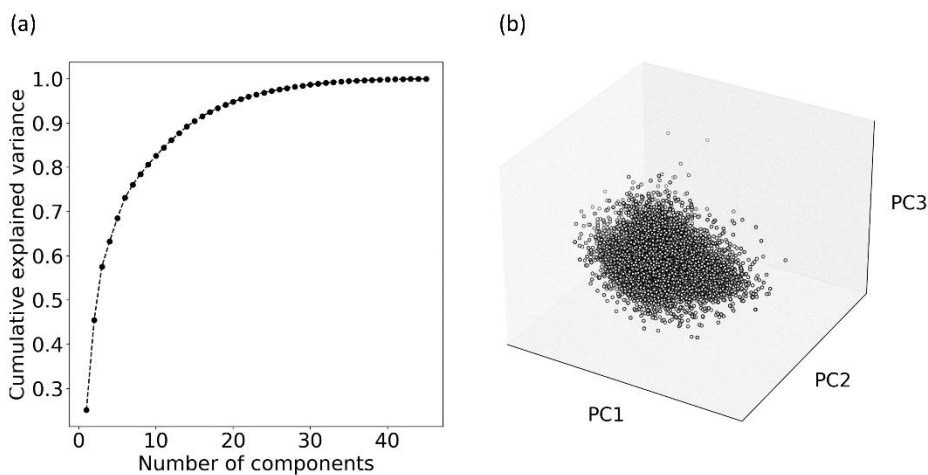 (a)
1.0
0.9
0.8
0.7
0.6
0.5
0.4
0.3
Cumulative explained variance
0
10
20
30
40
Number of components
(b)
PC1
PC2
PC3